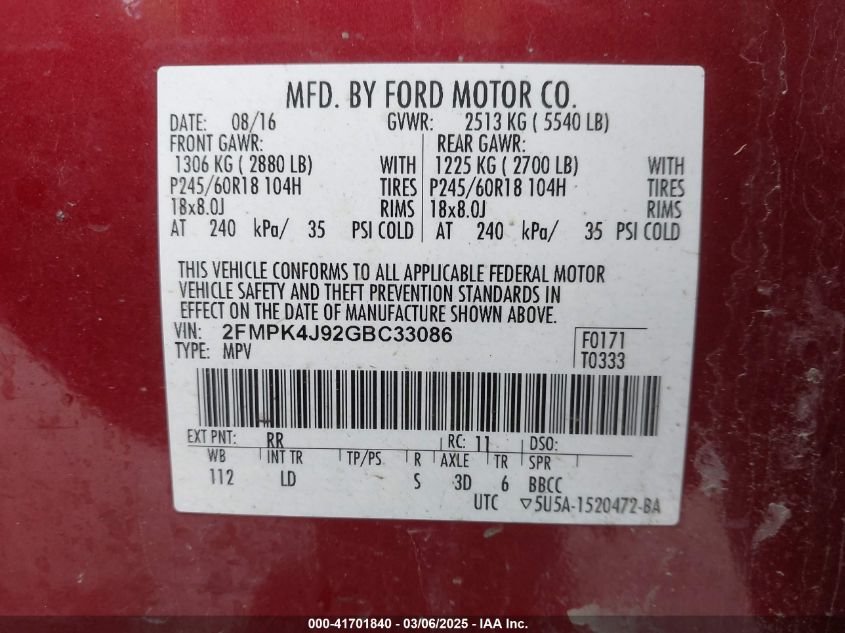 MFD. BY FORD MOTOR CO.
DATE: 08/16 GVWR: 2513 KG ( 5540 LB)
FRONT GAWR: REAR GAWR:
1306 KG ( 2880 LB) WITH 1225 KG ( 2700 LB) WITH
P245/60R18 104H TIRES P245/60R18 104H TIRES
18x8.0J RIMS 18x8.0J RIMS
AT 240 kPa/ 35 PSI COLD AT 240 kPa/ 35 PSI COLD
THIS VEHICLE CONFORMS TO ALL APPLICABLE FEDERAL MOTOR
VEHICLE SAFETY AND THEFT PREVENTION STANDARDS IN
EFFECT ON THE DATE OF MANUFACTURE SHOWN ABOVE.
VIN: 2FMPK4J92GBC33086 F0171
TYPE: MPV T0333
EXT PNT: RR RC: 11 DSO:
WB INT TR TP/PS R AXLE TR SPR
112 LD S 3D 6 BBCC
UTC ▽5U5A-1520472-BA
000-41701840 - 03/06/2025 - IAA Inc.